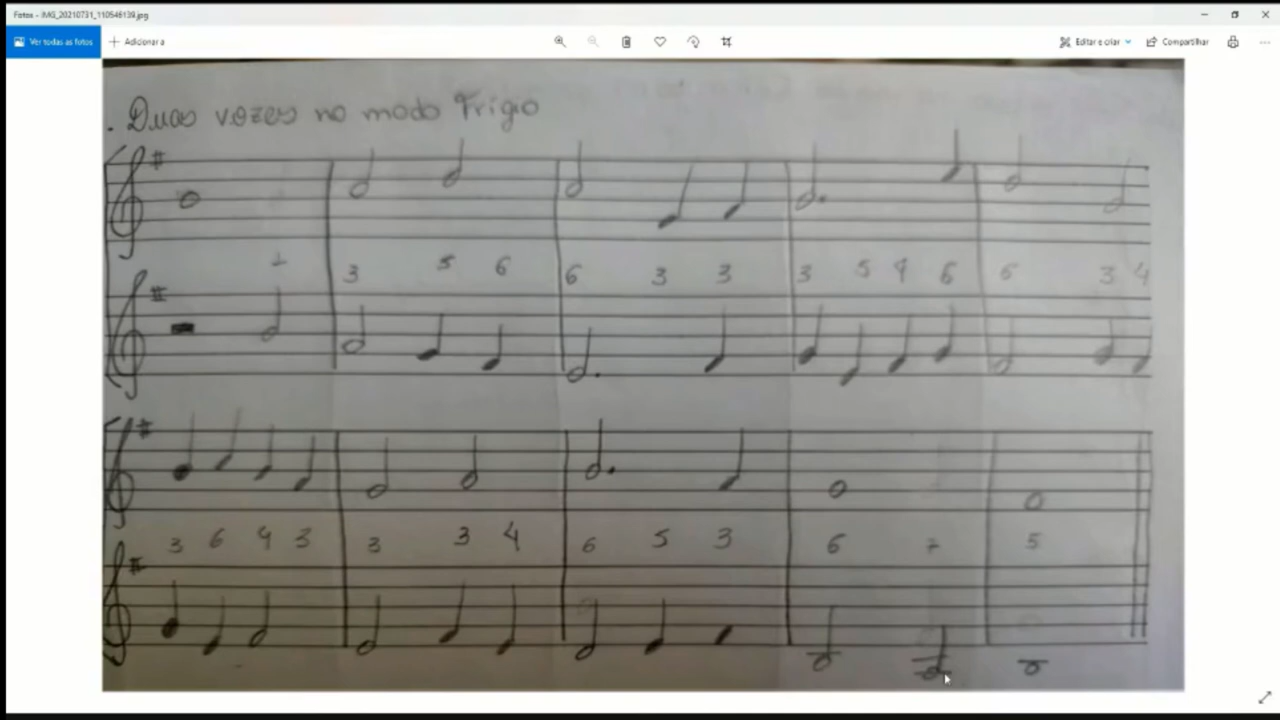 Fotos - IMG_20210731_110546139.jpg
Ver todas as fotos
Adicionar a
Editar e criar
Compartilhar
. Duas vozes no modo Frígio
3 5 6 6 3 3 3 5 4 6 6 3 4
3 6 4 3 3 3 4 6 5 3 6 7 5